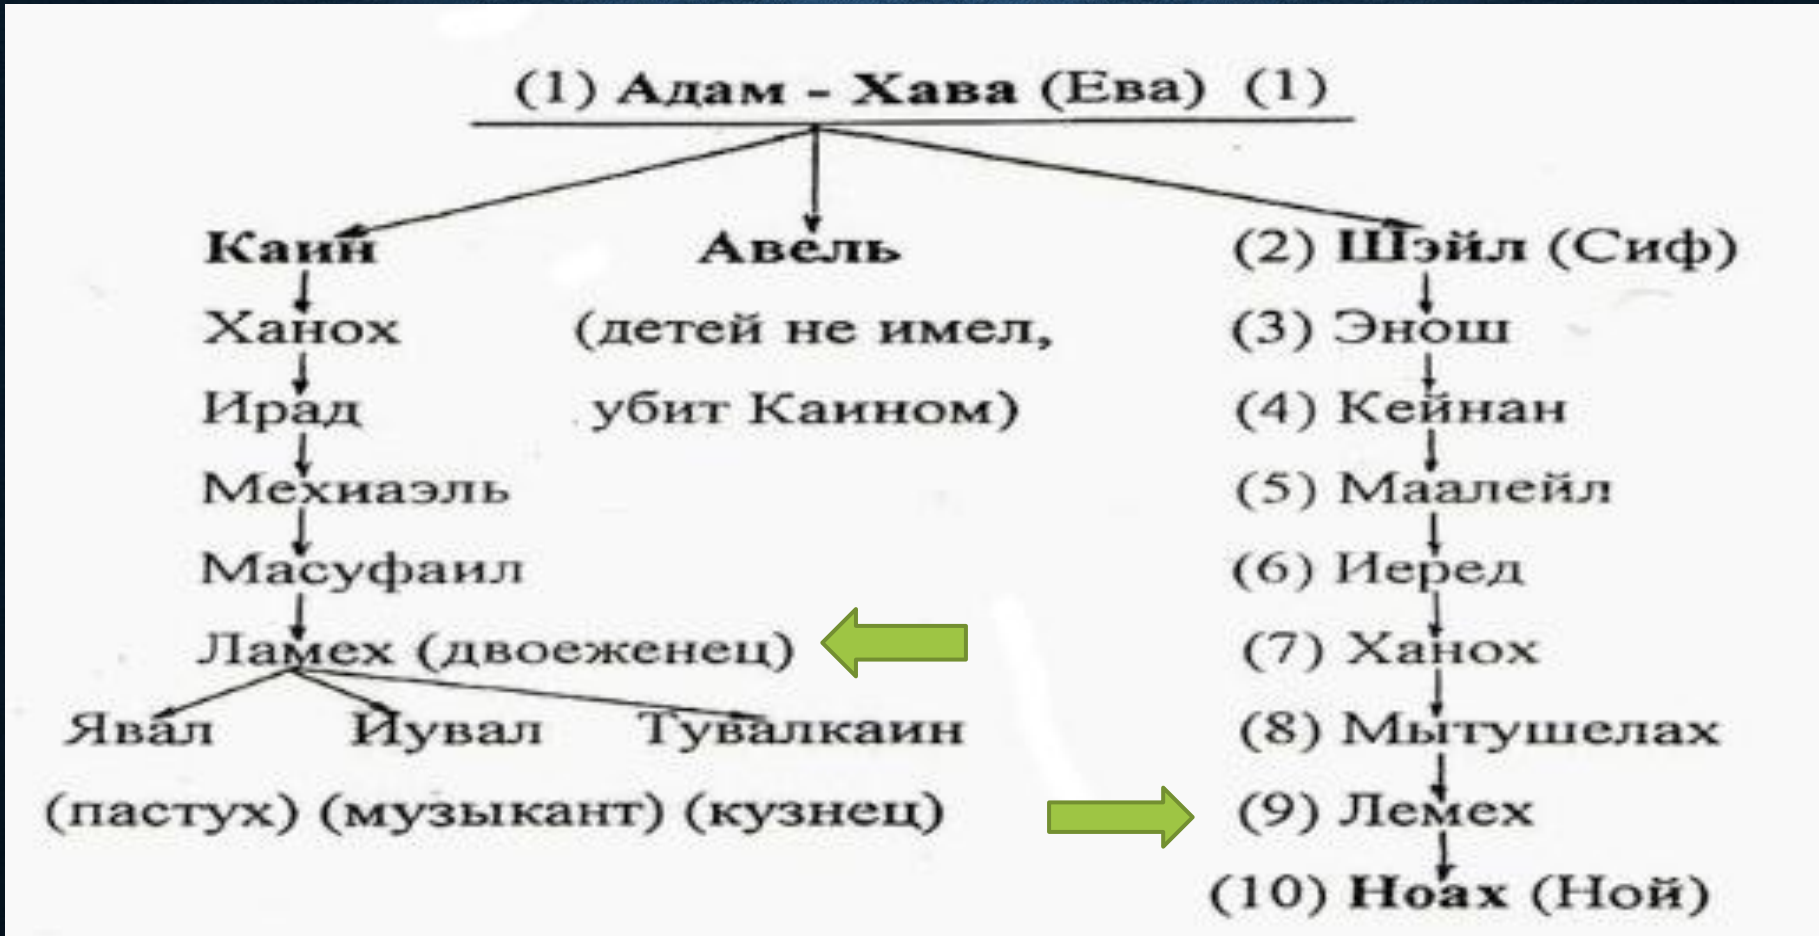 (1) Адам - Хава (Ева) (1)
Каин Авель (2) Шэйл (Сиф)
Ханох (детей не имел, (3) Энош
Ирад убит Каином) (4) Кейнан
Мехиаэль (5) Маалейл
Масуфаил (6) Иеред
Ламех (двоеженец) (7) Ханох
Явал Иувал Тувалкаин (8) Мытушелах
(пастух) (музыкант) (кузнец) (9) Лемех
(10) Ноах (Ной)